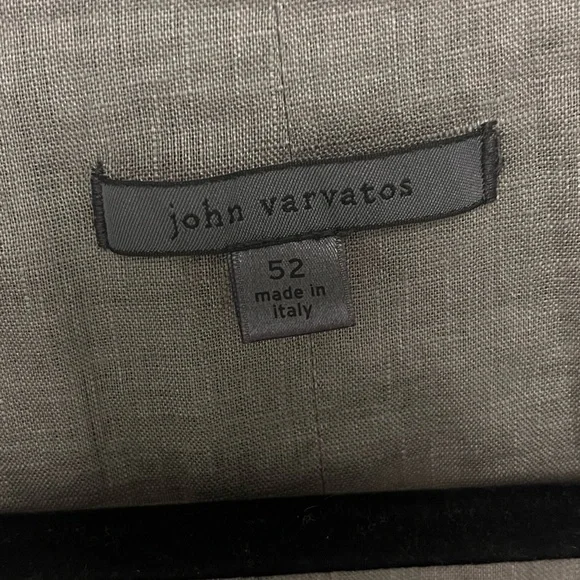 john varvatos
52
made in
italy